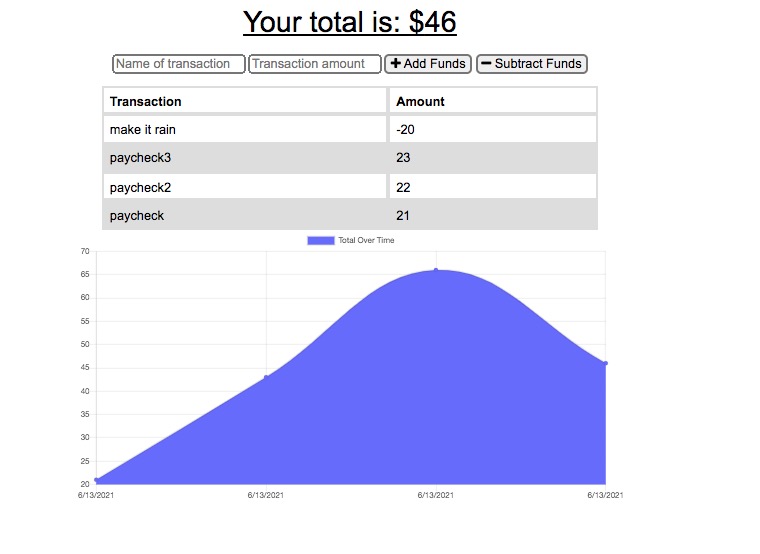 Your total is: $46
Name of transaction Transaction amount + Add Funds − Subtract Funds
Transaction Amount
make it rain -20
paycheck3 23
paycheck2 22
paycheck 21
Total Over Time
70
65
60
55
50
45
40
35
30
25
20
6/13/2021 6/13/2021 6/13/2021 6/13/2021